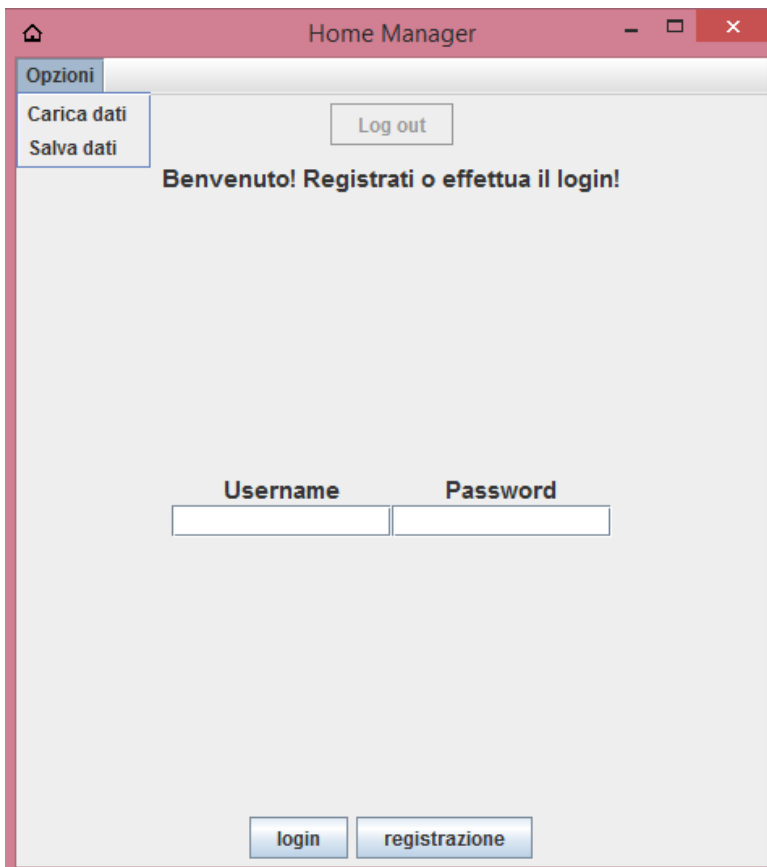 Home Manager
Opzioni
Carica dati
Salva dati
Log out
Benvenuto! Registrati o effettua il login!
Username Password
login registrazione